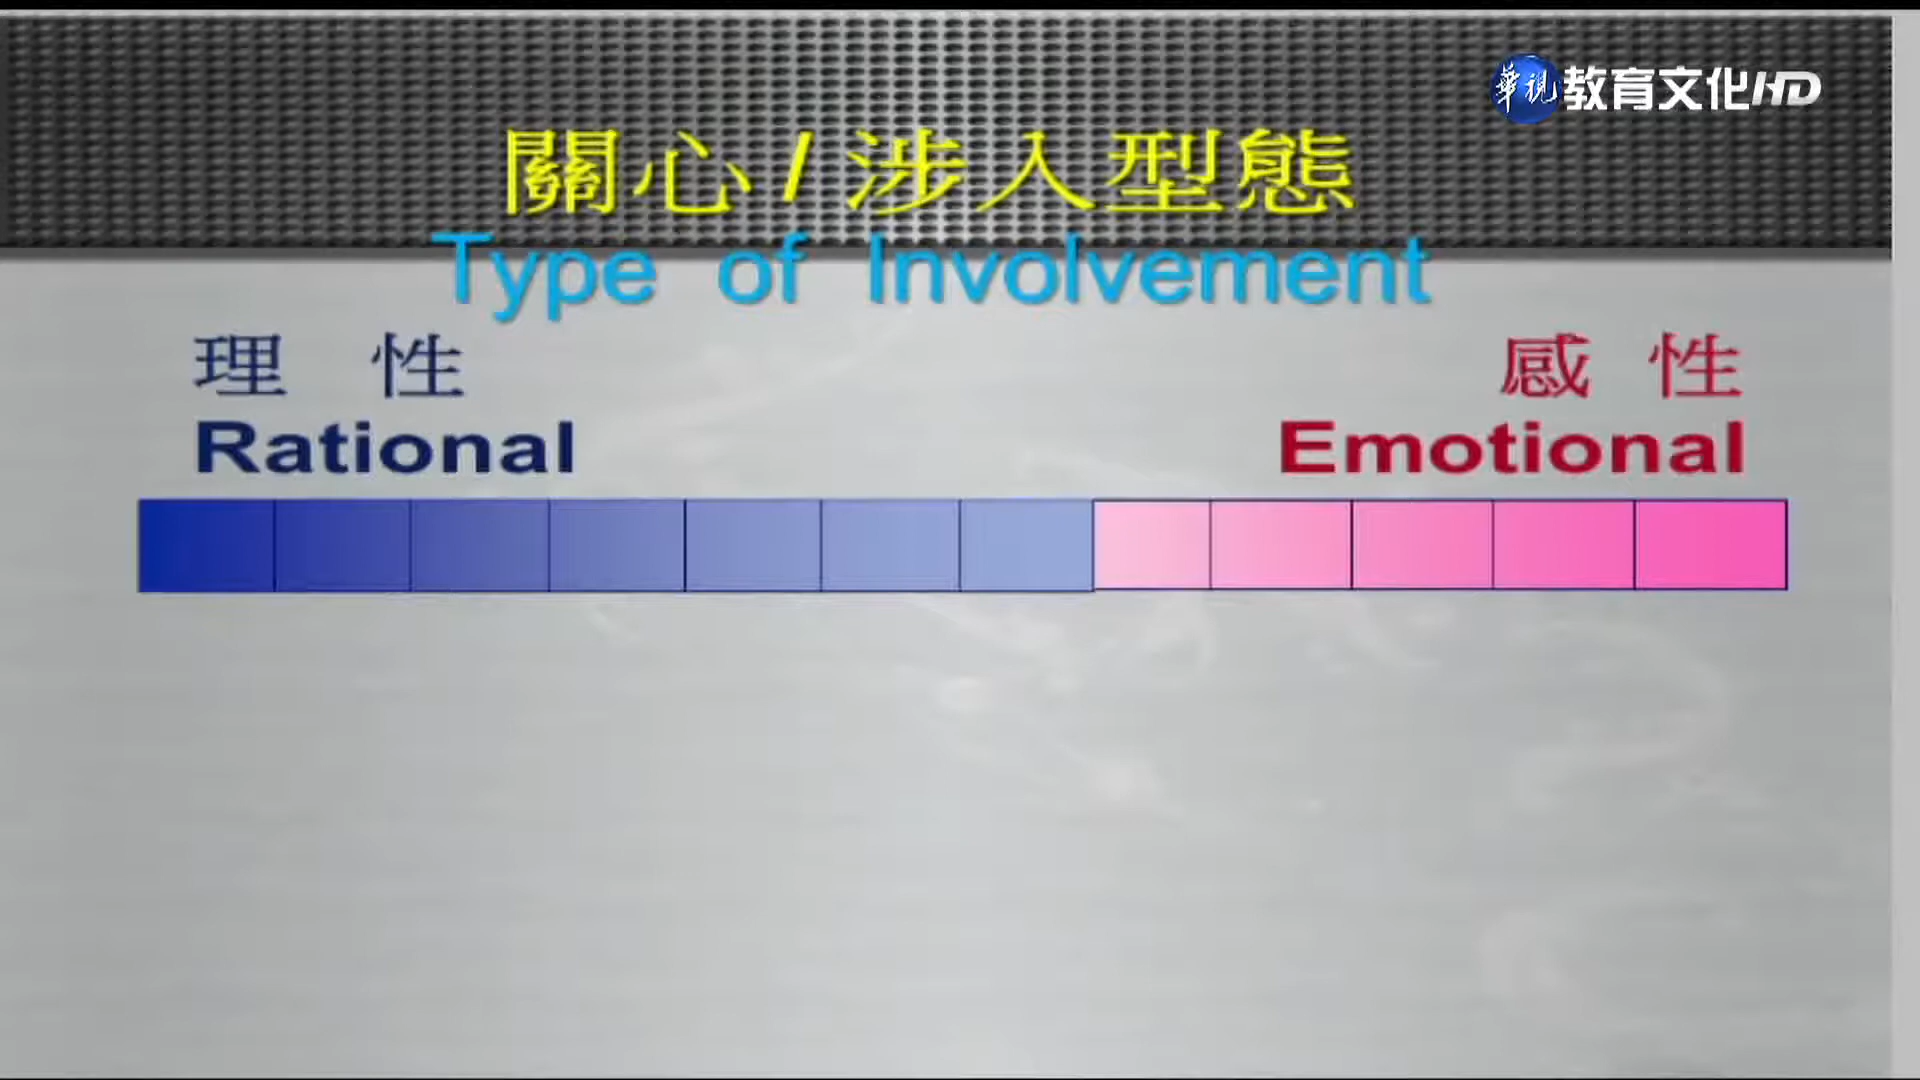 華視 教育文化HD
關心 / 涉入型態
Type of Involvement
理 性
感 性
Rational
Emotional